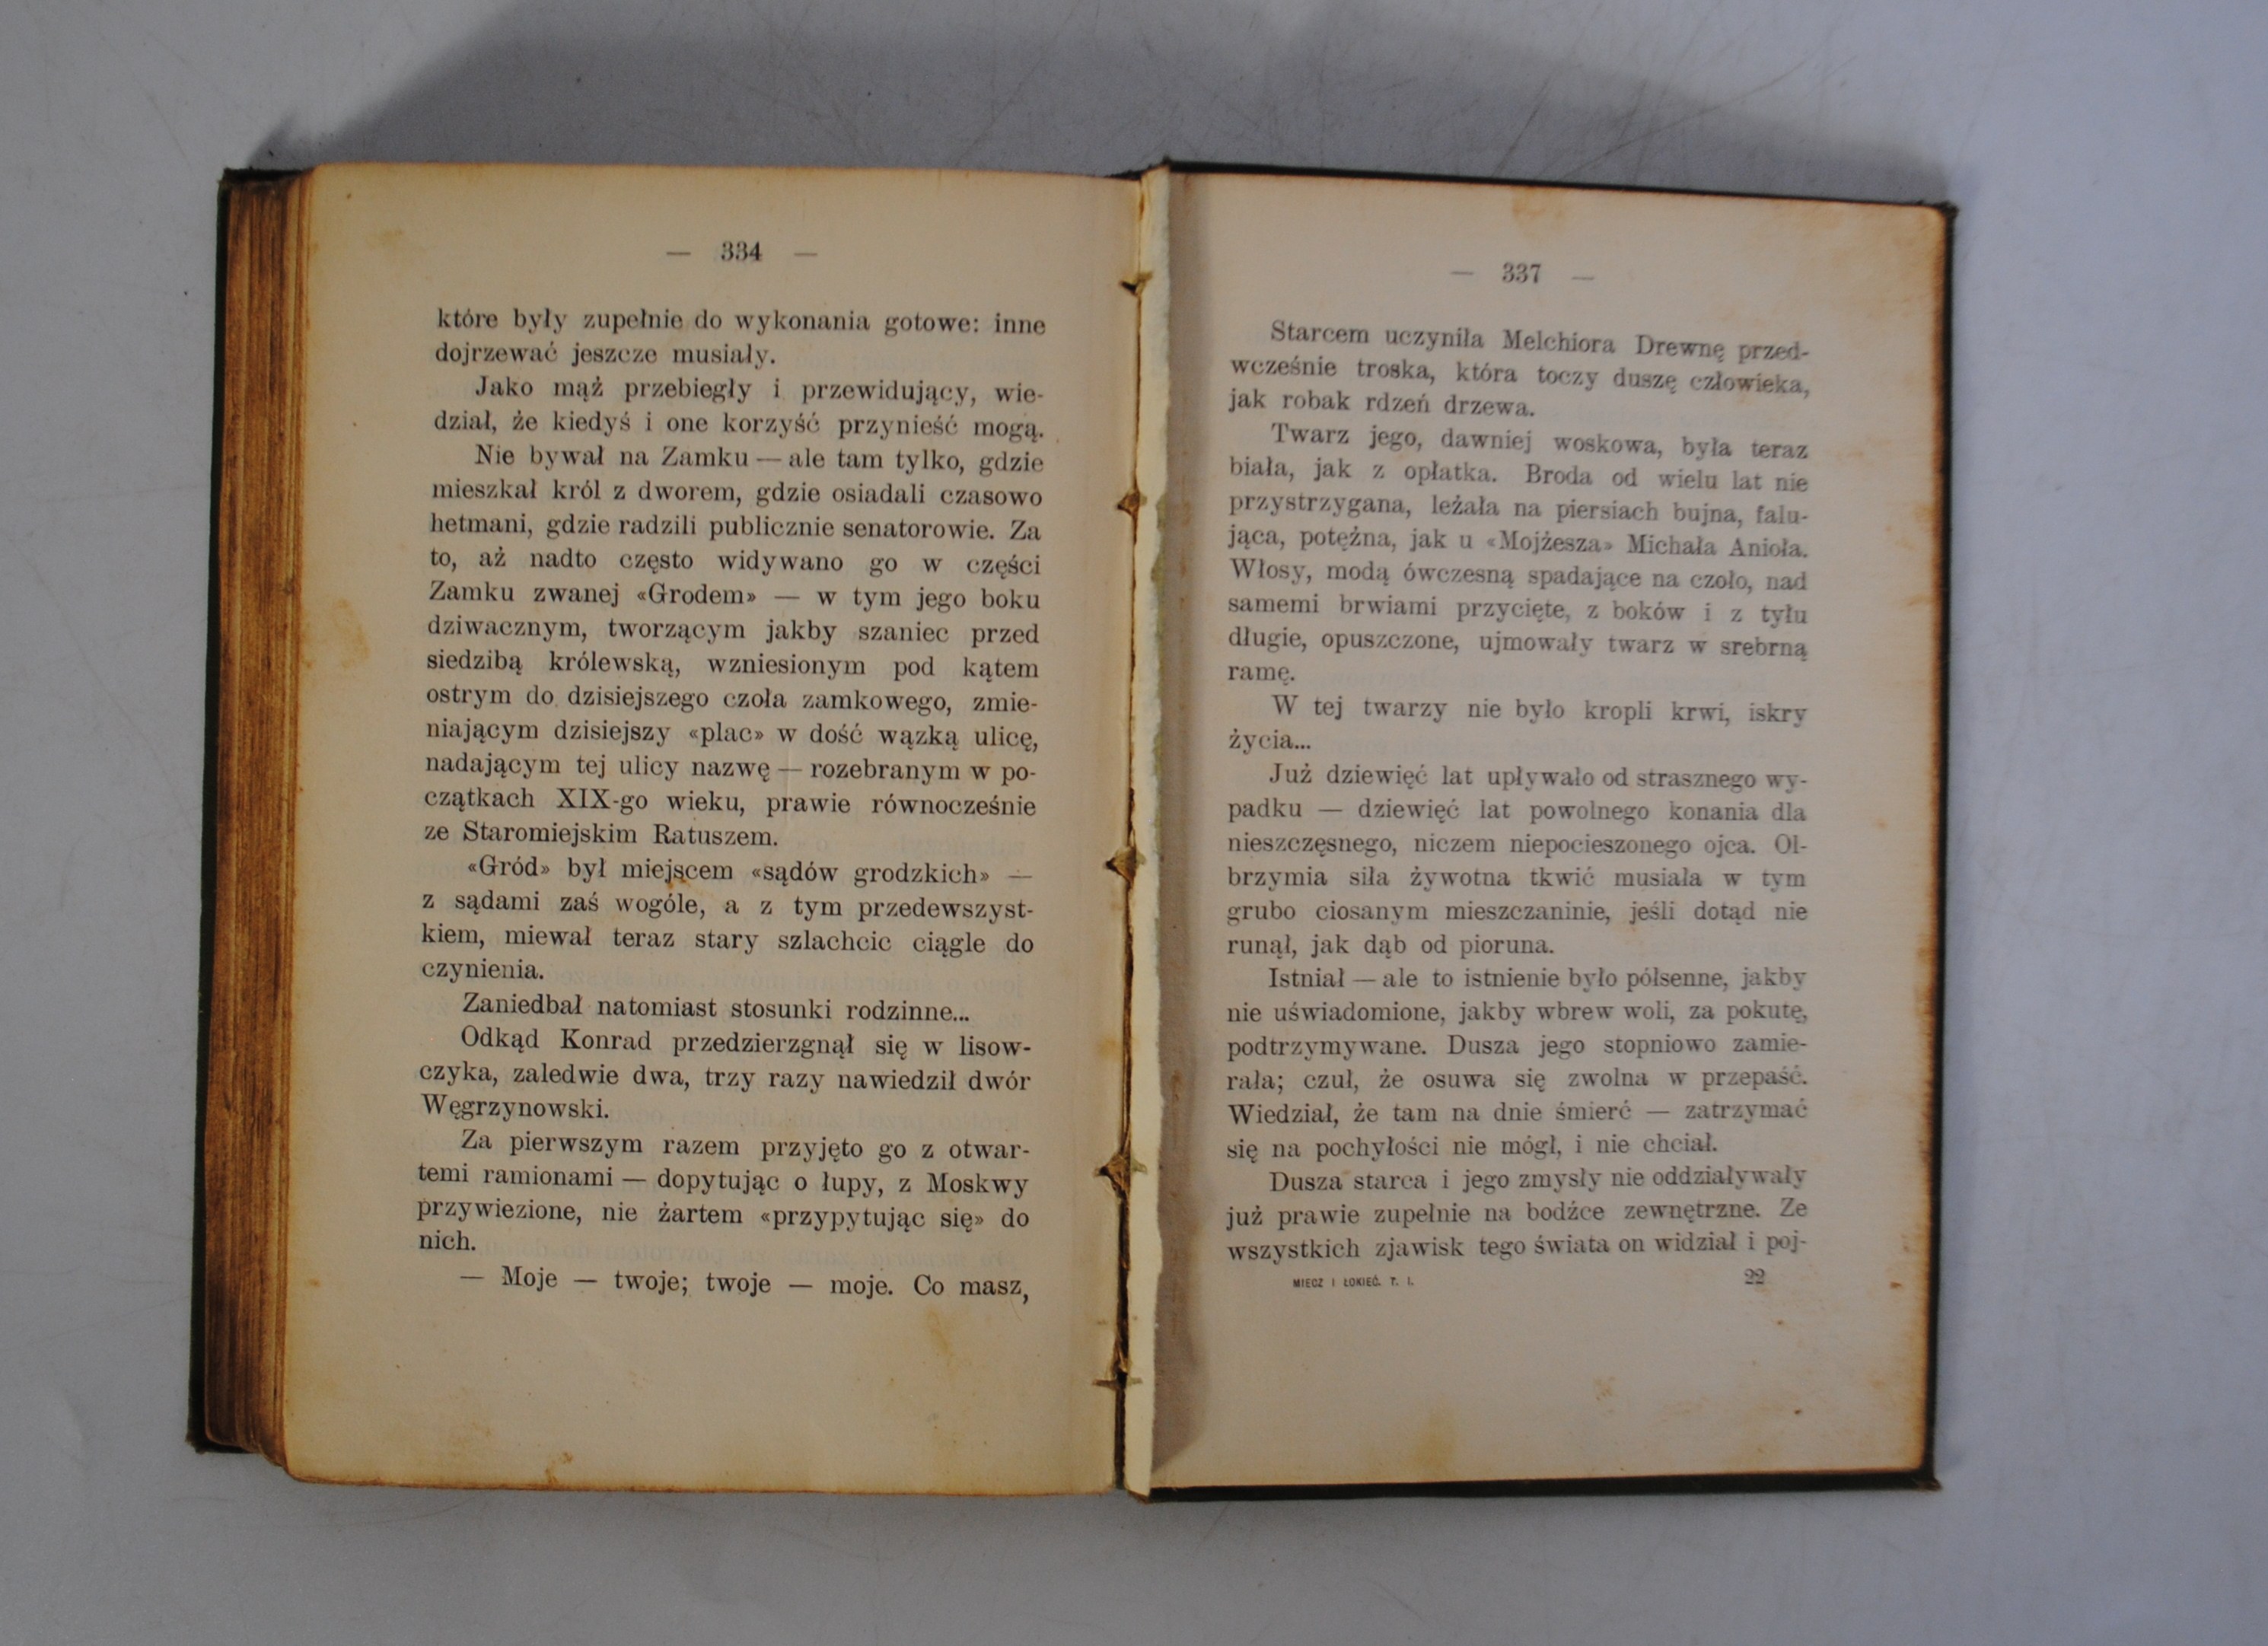 — 334 —
które były zupełnie do wykonania gotowe: inne
dojrzewać jeszcze musiały.
Jako mąż przebiegły i przewidujący, wie-
dział, że kiedyś i one korzyść przynieść mogą.
Nie bywał na Zamku — ale tam tylko, gdzie
mieszkał król z dworem, gdzie osiadali czasowo
hetmani, gdzie radzili publicznie senatorowie. Za
to, aż nadto często widywano go w części
Zamku zwanej «Grodem» — w tym jego boku
dziwacznym, tworzącym jakby szaniec przed
siedzibą królewską, wzniesionym pod kątem
ostrym do dzisiejszego czoła zamkowego, zmie-
niającym dzisiejszy «plac» w dość wązką ulicę,
nadającym tej ulicy nazwę — rozebranym w po-
czątkach XIX-go wieku, prawie równocześnie
ze Staromiejskim Ratuszem.
«Gród» był miejscem «sądów grodzkich» —
z sądami zaś wogóle, a z tym przedewszyst-
kiem, miewał teraz stary szlachcic ciągle do
czynienia.
Zaniedbał natomiast stosunki rodzinne...
Odkąd Konrad przedzierzgnął się w lisow-
czyka, zaledwie dwa, trzy razy nawiedził dwór
Węgrzynowski.
Za pierwszym razem przyjęto go z otwar-
temi ramionami — dopytując o łupy, z Moskwy
przywiezione, nie żartem «przypytując się» do
nich.
— Moje — twoje; twoje — moje. Co masz,
— 337 —
Starcem uczyniła Melchiora Drewnę przed-
wcześnie troska, która toczy duszę człowieka,
jak robak rdzeń drzewa.
Twarz jego, dawniej woskowa, była teraz
biała, jak z opłatka. Broda od wielu lat nie
przystrzygana, leżała na piersiach bujna, falu-
jąca, potężna, jak u «Mojżesza» Michała Anioła.
Włosy, modą ówczesną spadające na czoło, nad
samemi brwiami przycięte, z boków i z tyłu
długie, opuszczone, ujmowały twarz w srebrną
ramę.
W tej twarzy nie było kropli krwi, iskry
życia...
Już dziewięć lat upływało od strasznego wy-
padku — dziewięć lat powolnego konania dla
nieszczęsnego, niczem niepocieszonego ojca. Ol-
brzymia siła żywotna tkwić musiała w tym
grubo ciosanym mieszczaninie, jeśli dotąd nie
runął, jak dąb od pioruna.
Istniał — ale to istnienie było półsenne, jakby
nie uświadomione, jakby wbrew woli, za pokutę,
podtrzymywane. Dusza jego stopniowo zamie-
rała; czuł, że osuwa się zwolna w przepaść.
Wiedział, że tam na dnie śmierć — zatrzymać
się na pochyłości nie mógł, i nie chciał.
Dusza starca i jego zmysły nie oddziaływały
już prawie zupełnie na bodźce zewnętrzne. Ze
wszystkich zjawisk tego świata on widział i poj-
MIECZ I ŁOKIEĆ. T. I. 22